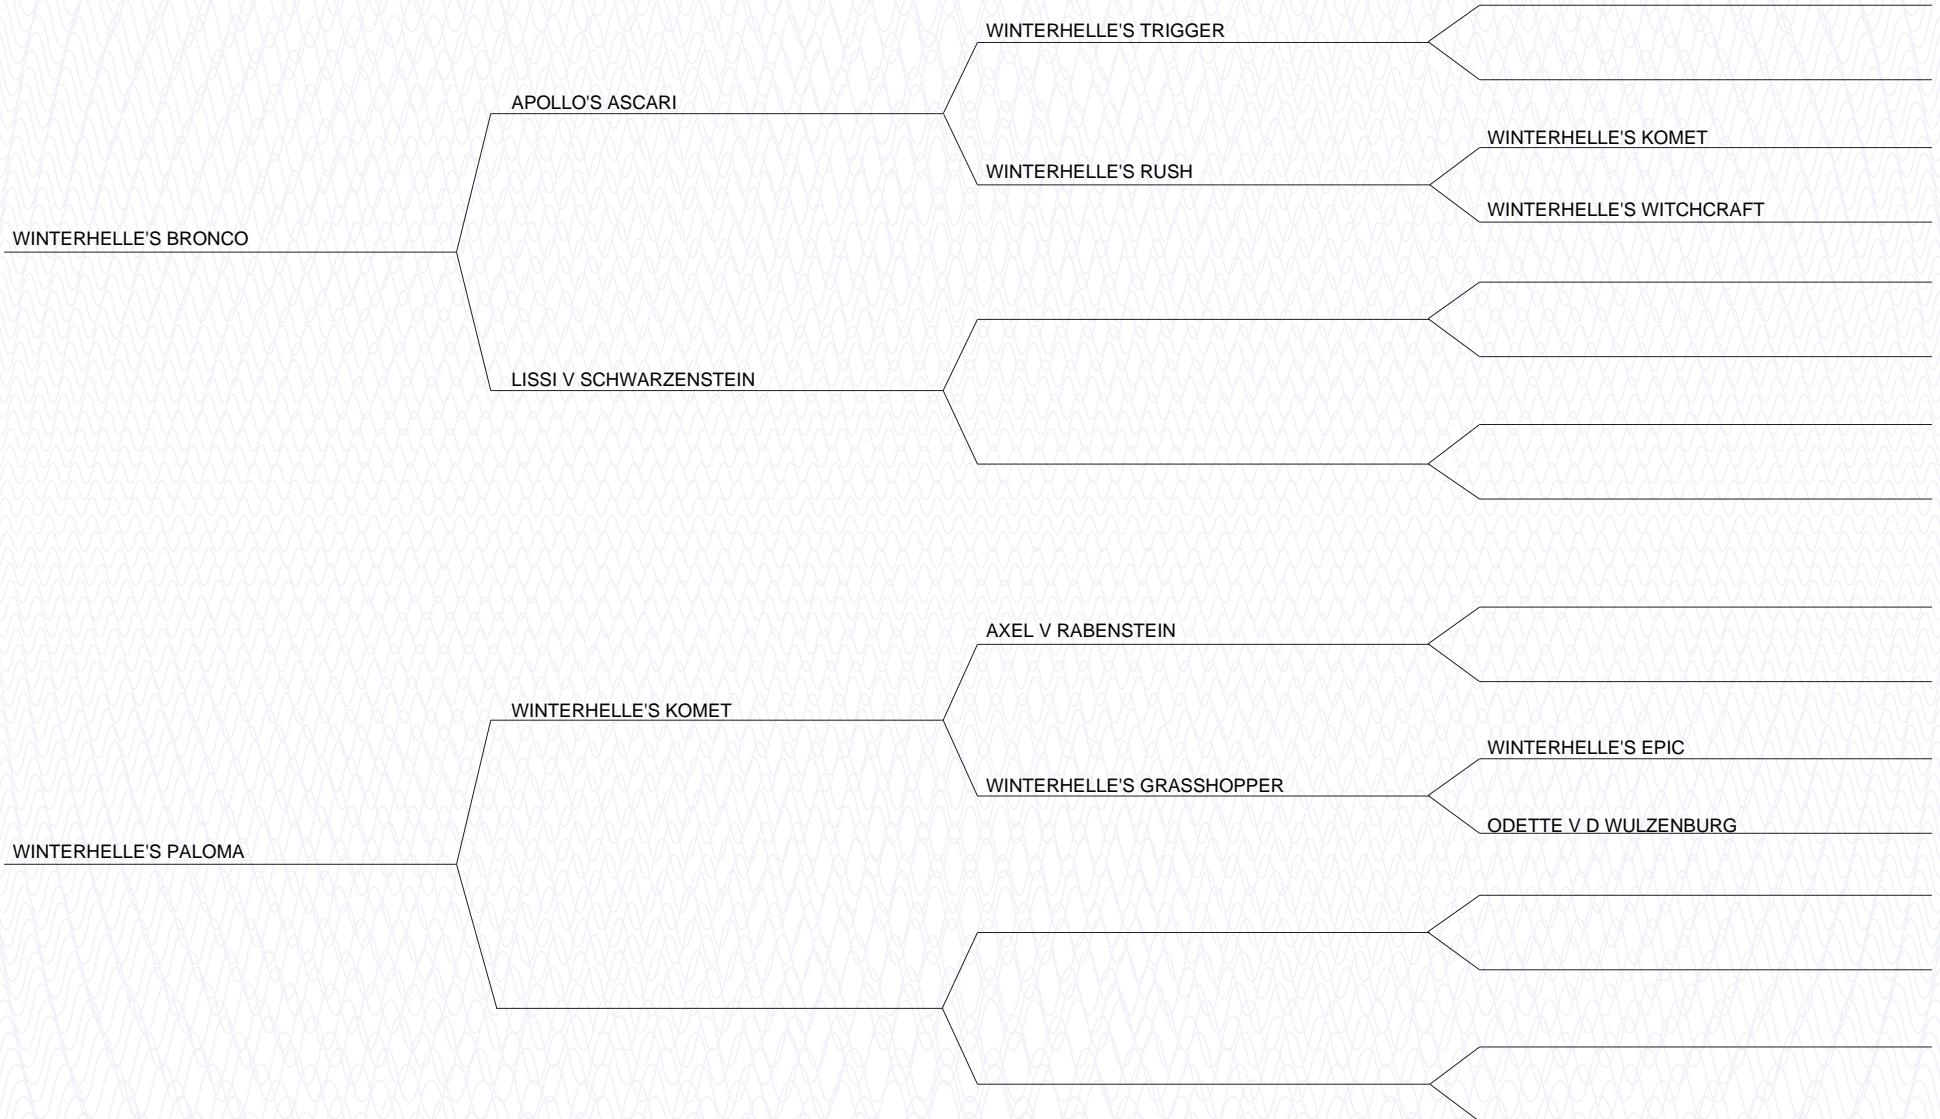 WINTERHELLE'S TRIGGER
APOLLO'S ASCARI
WINTERHELLE'S KOMET
WINTERHELLE'S RUSH
WINTERHELLE'S WITCHCRAFT
WINTERHELLE'S BRONCO
LISSI V SCHWARZENSTEIN
AXEL V RABENSTEIN
WINTERHELLE'S KOMET
WINTERHELLE'S EPIC
WINTERHELLE'S GRASSHOPPER
ODETTE V D WULZENBURG
WINTERHELLE'S PALOMA